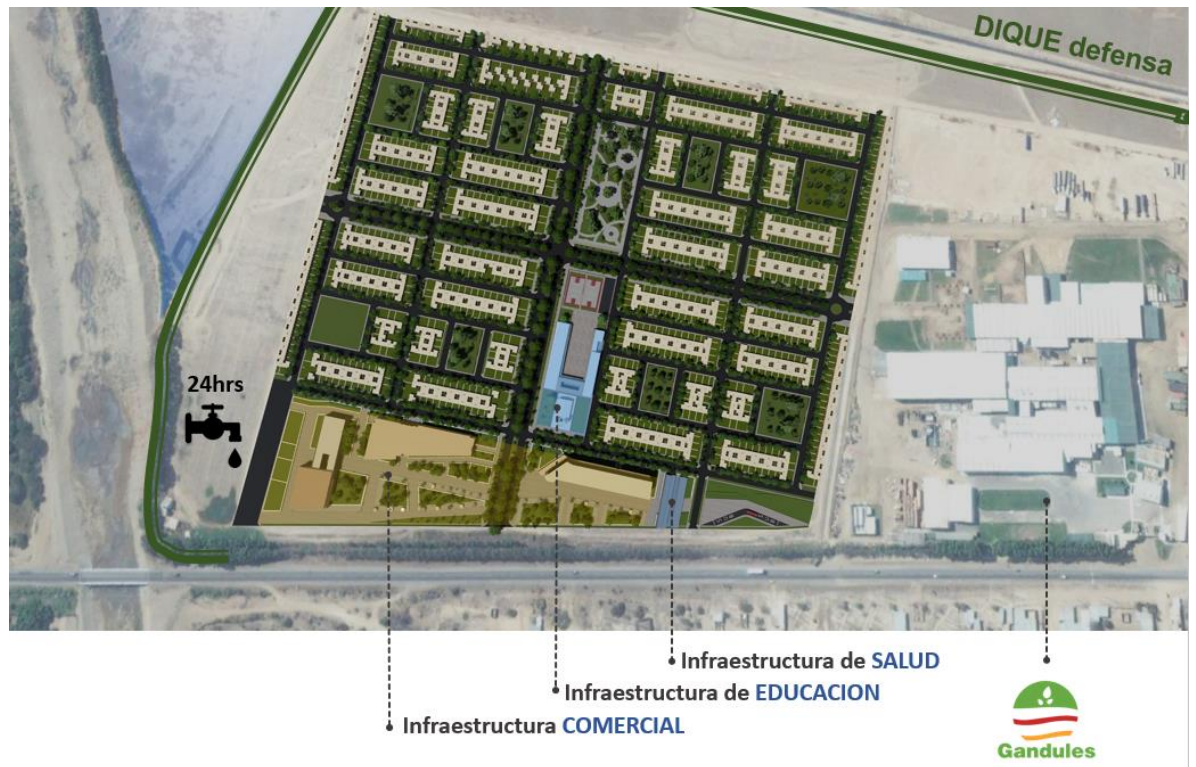 DIQUE defensa
24hrs
Infraestructura de SALUD
Infraestructura de EDUCACION
Infraestructura COMERCIAL
Gandules